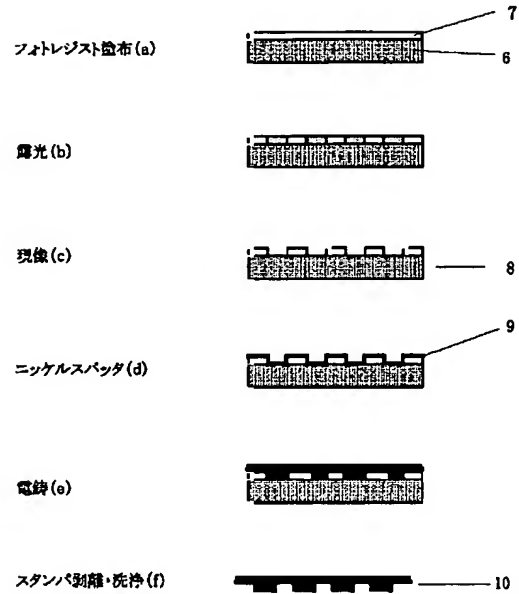 7
フォトレジスト塗布(a)
6
露光(b)
現像(c)
8
9
ニッケルスパッタ(d)
電鋳(e)
スタンパ剥離・洗浄(f)
10